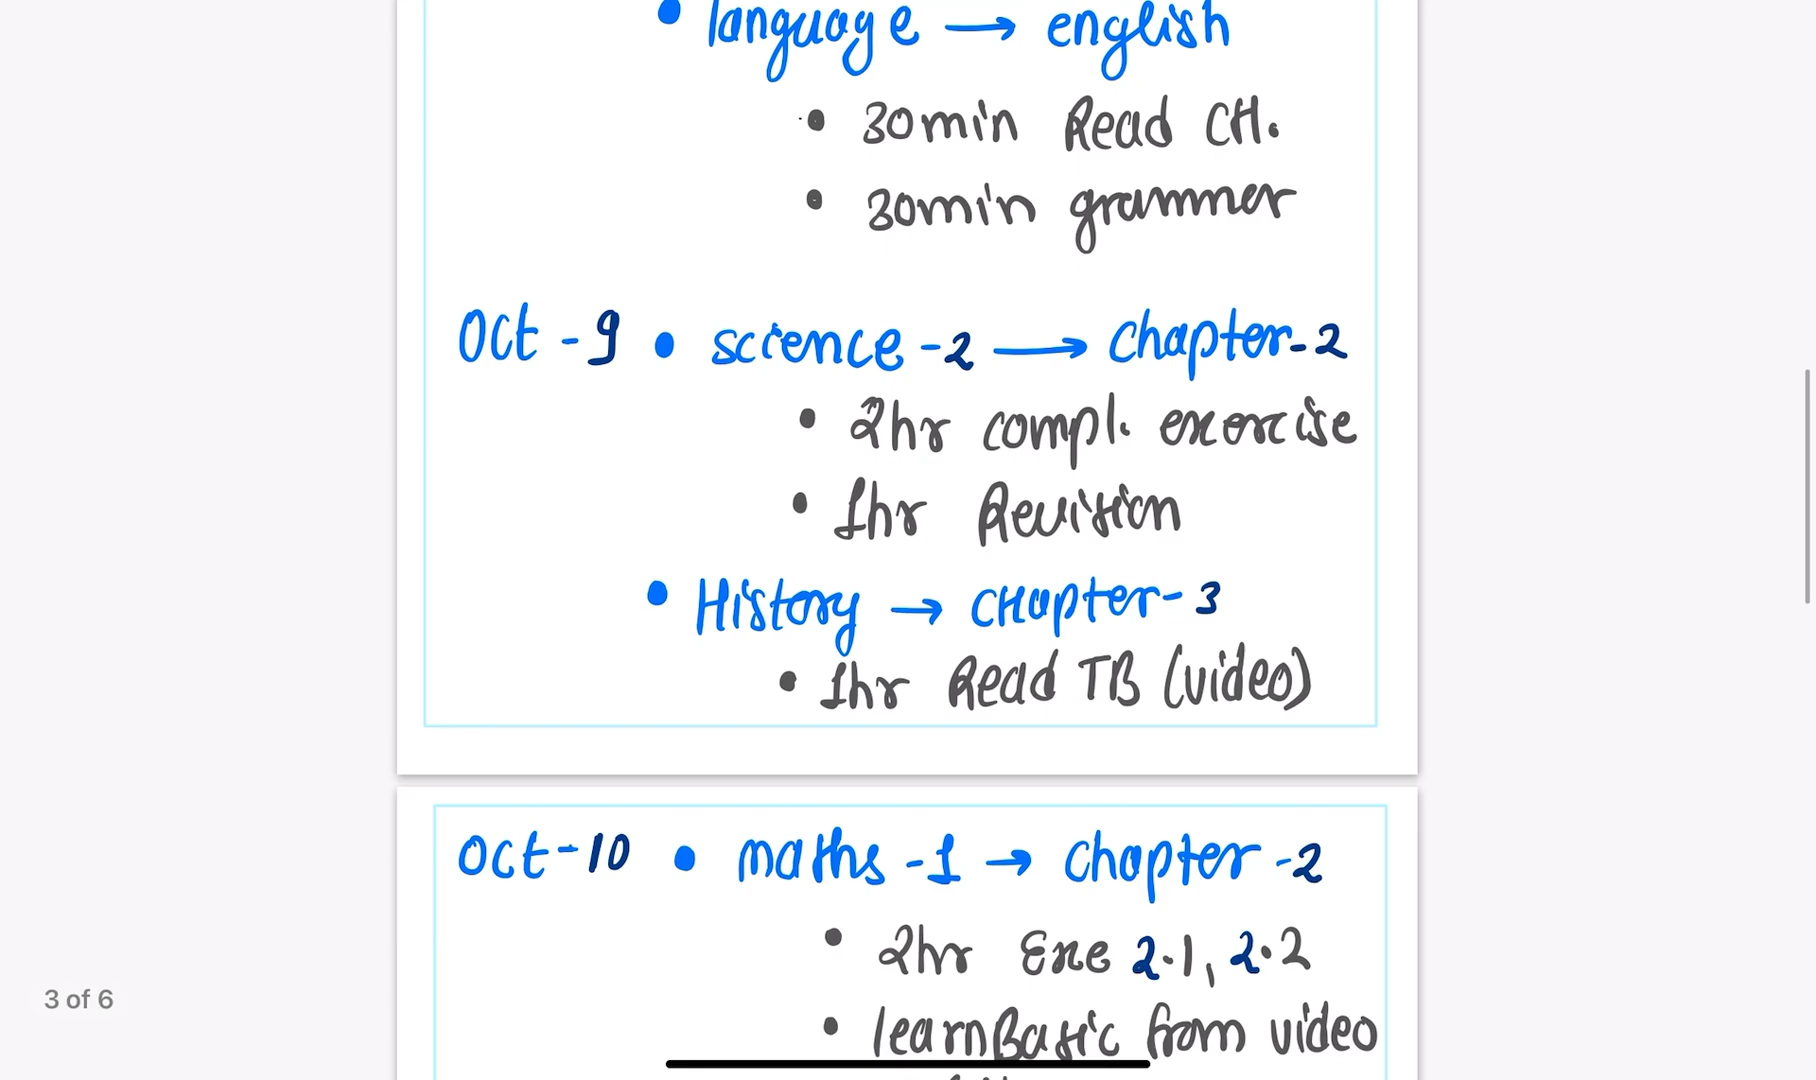 • language → english
• 30min Read CH.
• 30min grammer
Oct - 9 • science - 2 → chapter - 2
• 2hr compl. exercise
• 1hr Revision
• History → CHapter - 3
• 1hr Read TB (video)
Oct - 10 • maths - 1 → chapter - 2
• 2hr Exe 2.1, 2.2
• learn Basic from video
3 of 6